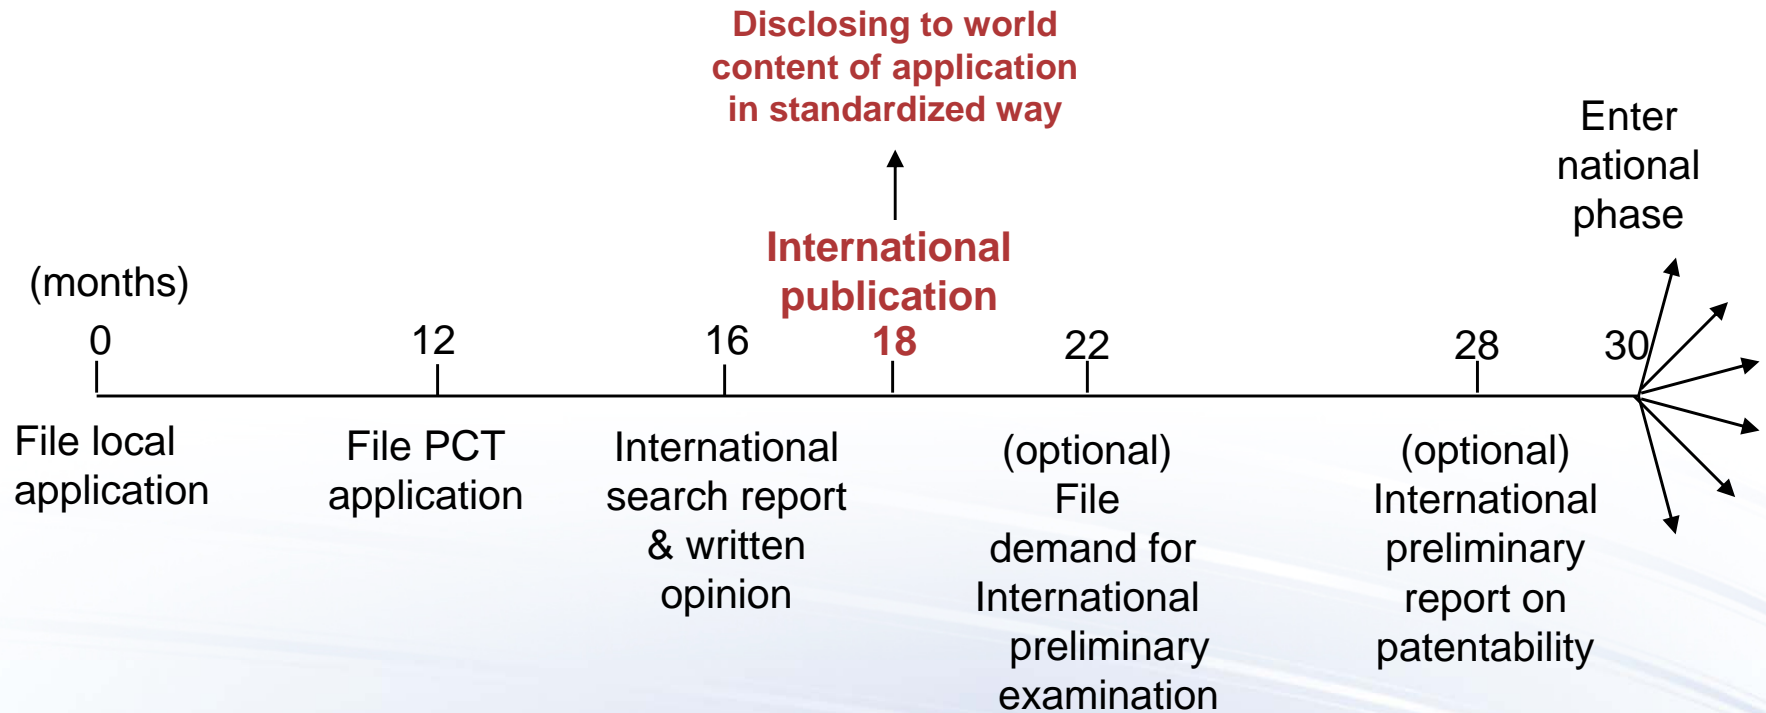 Disclosing to world
content of application
in standardized way
Enter
national
phase
International
publication
(months)
0
12
16
18
22
28
30
File local
application
File PCT
application
International
search report
& written
opinion
(optional)
File
demand for
International
preliminary
examination
(optional)
International
preliminary
report on
patentability